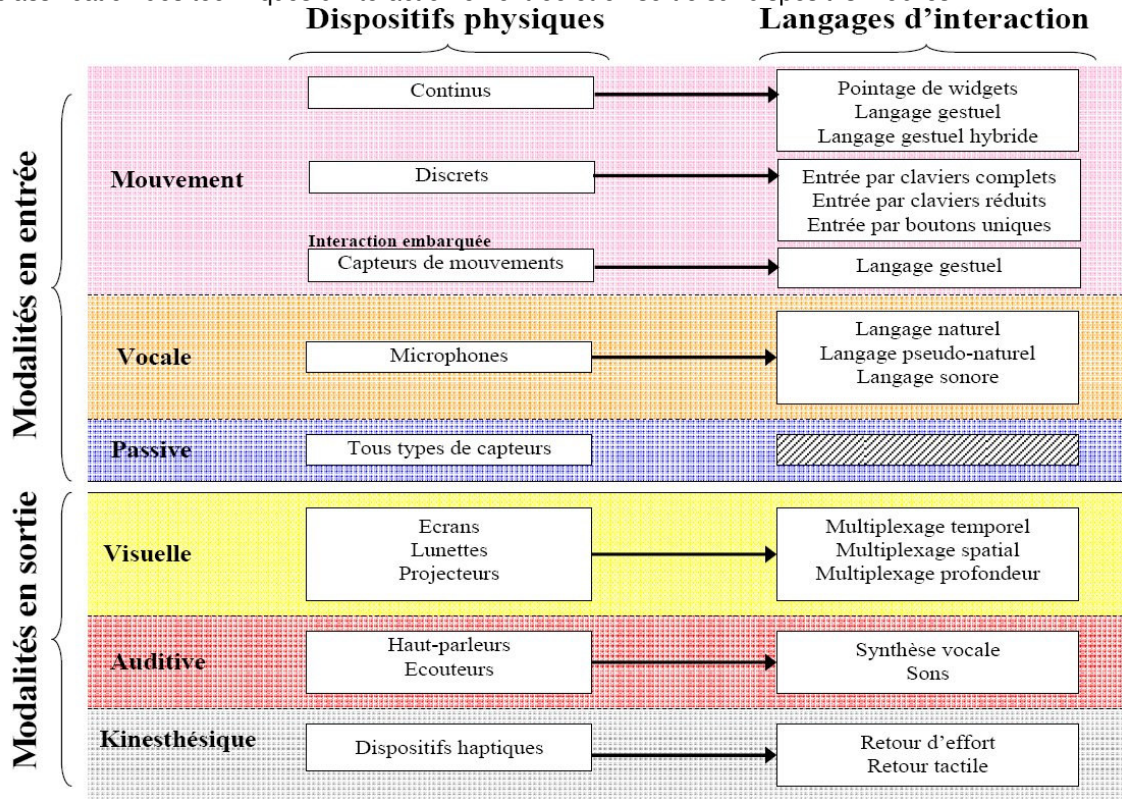 Dispositifs physiques
Langages d'interaction
Modalités en entrée
Mouvement
Continus
Pointage de widgets
Langage gestuel
Langage gestuel hybride
Discrets
Entrée par claviers complets
Entrée par claviers réduits
Entrée par boutons uniques
Interaction embarquée
Capteurs de mouvements
Langage gestuel
Vocale
Microphones
Langage naturel
Langage pseudo-naturel
Langage sonore
Passive
Tous types de capteurs
Modalités en sortie
Visuelle
Ecrans
Lunettes
Projecteurs
Multiplexage temporel
Multiplexage spatial
Multiplexage profondeur
Auditive
Haut-parleurs
Ecouteurs
Synthèse vocale
Sons
Kinesthésique
Dispositifs haptiques
Retour d'effort
Retour tactile